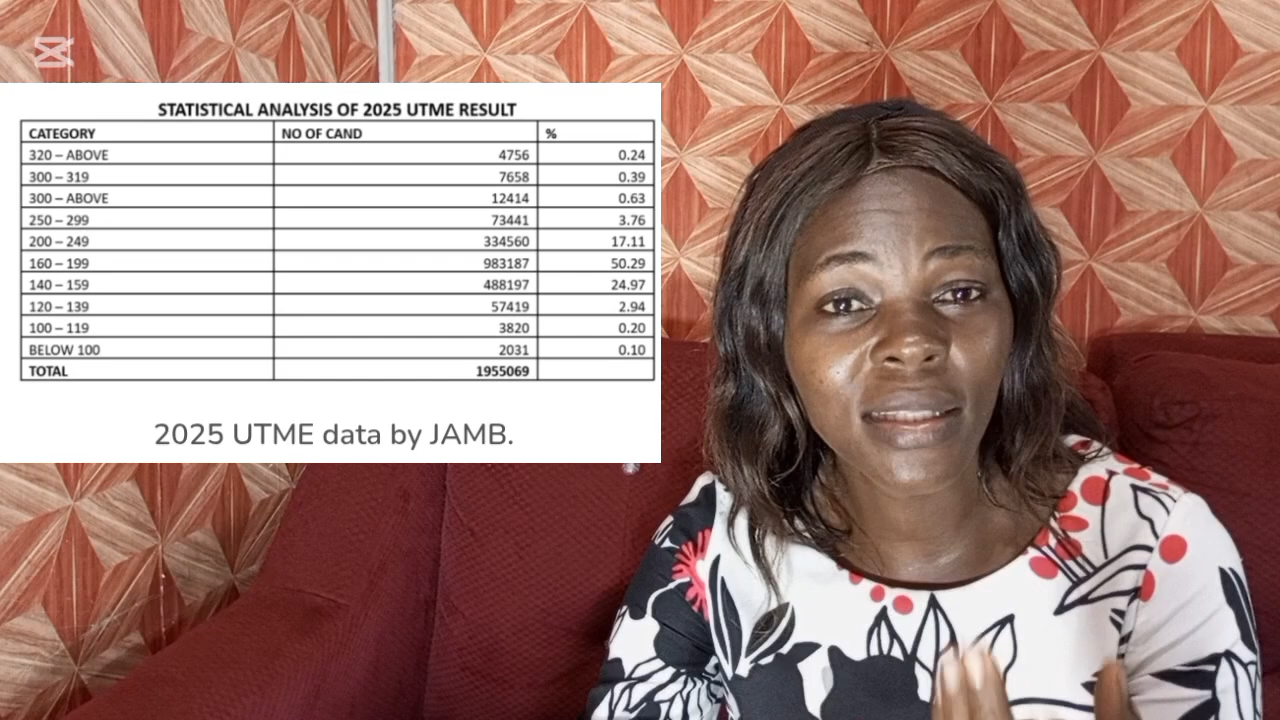 STATISTICAL ANALYSIS OF 2025 UTME RESULT
CATEGORY NO OF CAND %
320 – ABOVE 4756 0.24
300 – 319 7658 0.39
300 – ABOVE 12414 0.63
250 – 299 73441 3.76
200 – 249 334560 17.11
160 – 199 983187 50.29
140 – 159 488197 24.97
120 – 139 57419 2.94
100 – 119 3820 0.20
BELOW 100 2031 0.10
TOTAL 1955069
2025 UTME data by JAMB.